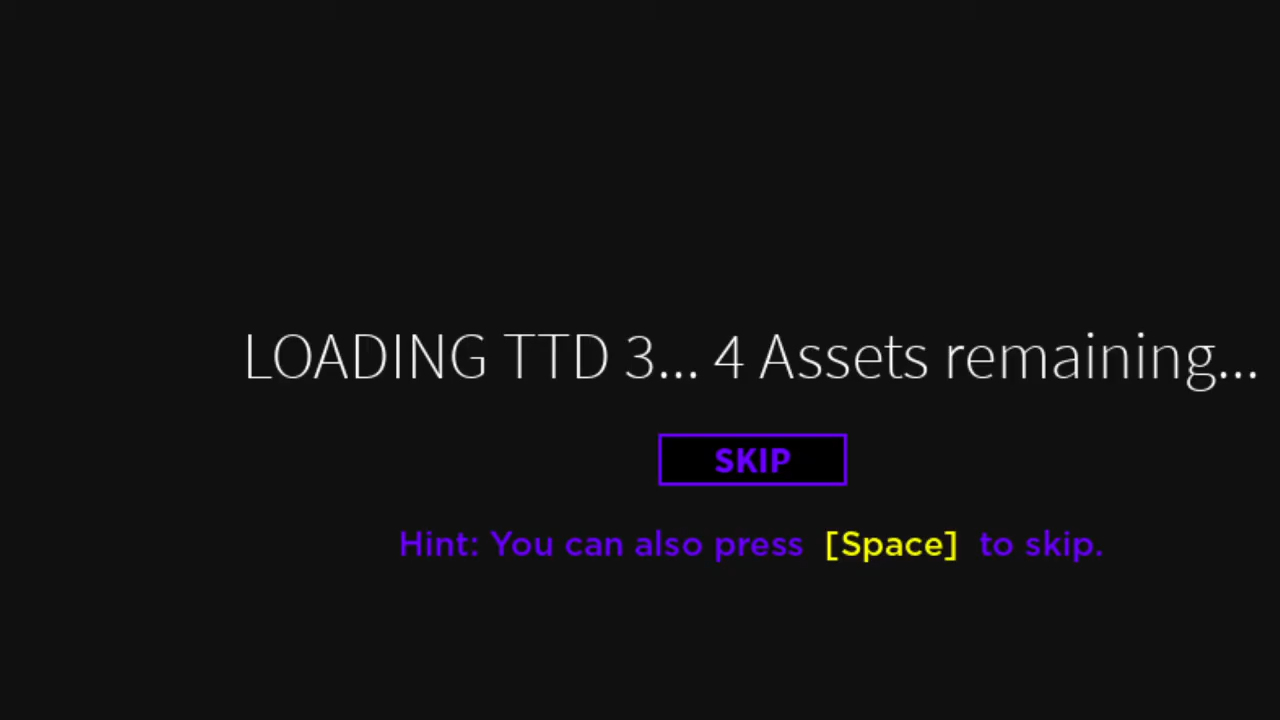 LOADING TTD 3... 4 Assets remaining...
SKIP
Hint: You can also press [Space] to skip.